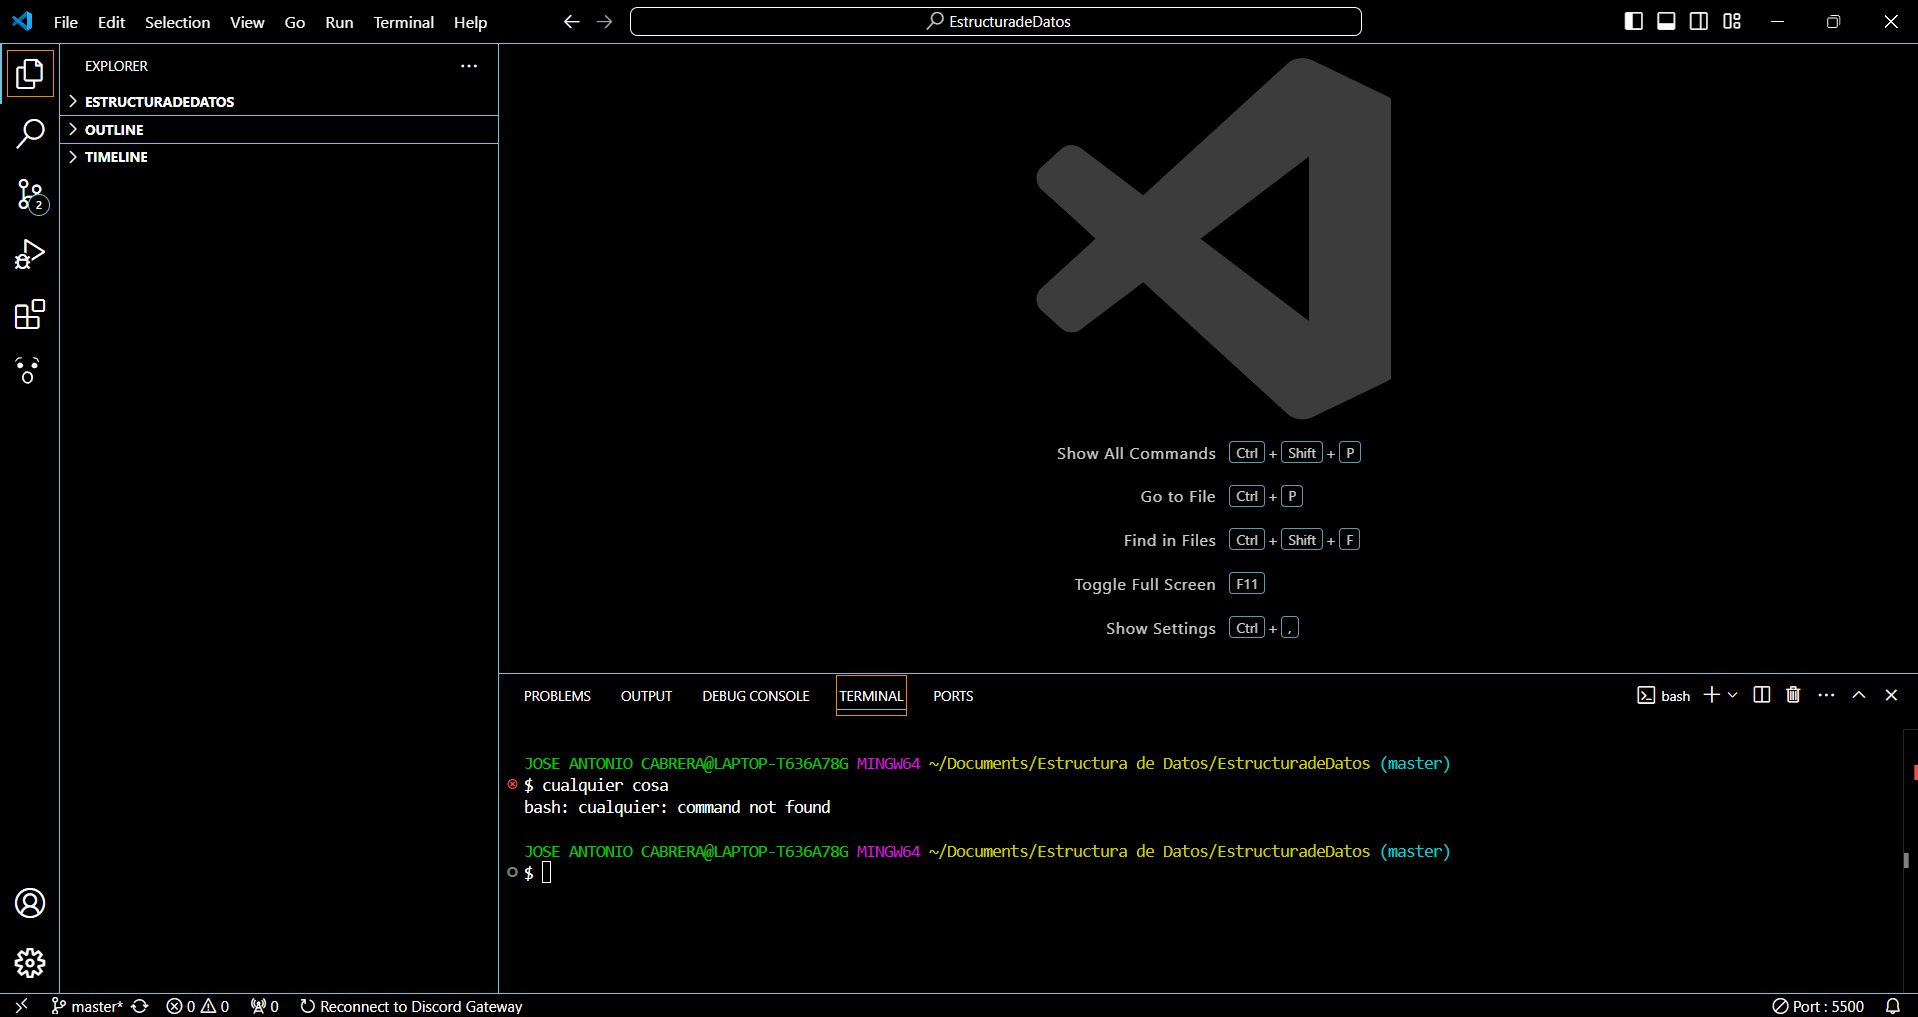 File Edit Selection View Go Run Terminal Help
EstructuradeDatos
EXPLORER
ESTRUCTURADEDATOS
OUTLINE
TIMELINE
2
Show All Commands Ctrl + Shift + P
Go to File Ctrl + P
Find in Files Ctrl + Shift + F
Toggle Full Screen F11
Show Settings Ctrl + ,
PROBLEMS OUTPUT DEBUG CONSOLE TERMINAL PORTS
bash
JOSE ANTONIO CABRERA@LAPTOP-T636A78G MINGW64 ~/Documents/Estructura de Datos/EstructuradeDatos (master)
$ cualquier cosa
bash: cualquier: command not found
JOSE ANTONIO CABRERA@LAPTOP-T636A78G MINGW64 ~/Documents/Estructura de Datos/EstructuradeDatos (master)
$
master* 0 0 0 Reconnect to Discord Gateway
Port : 5500